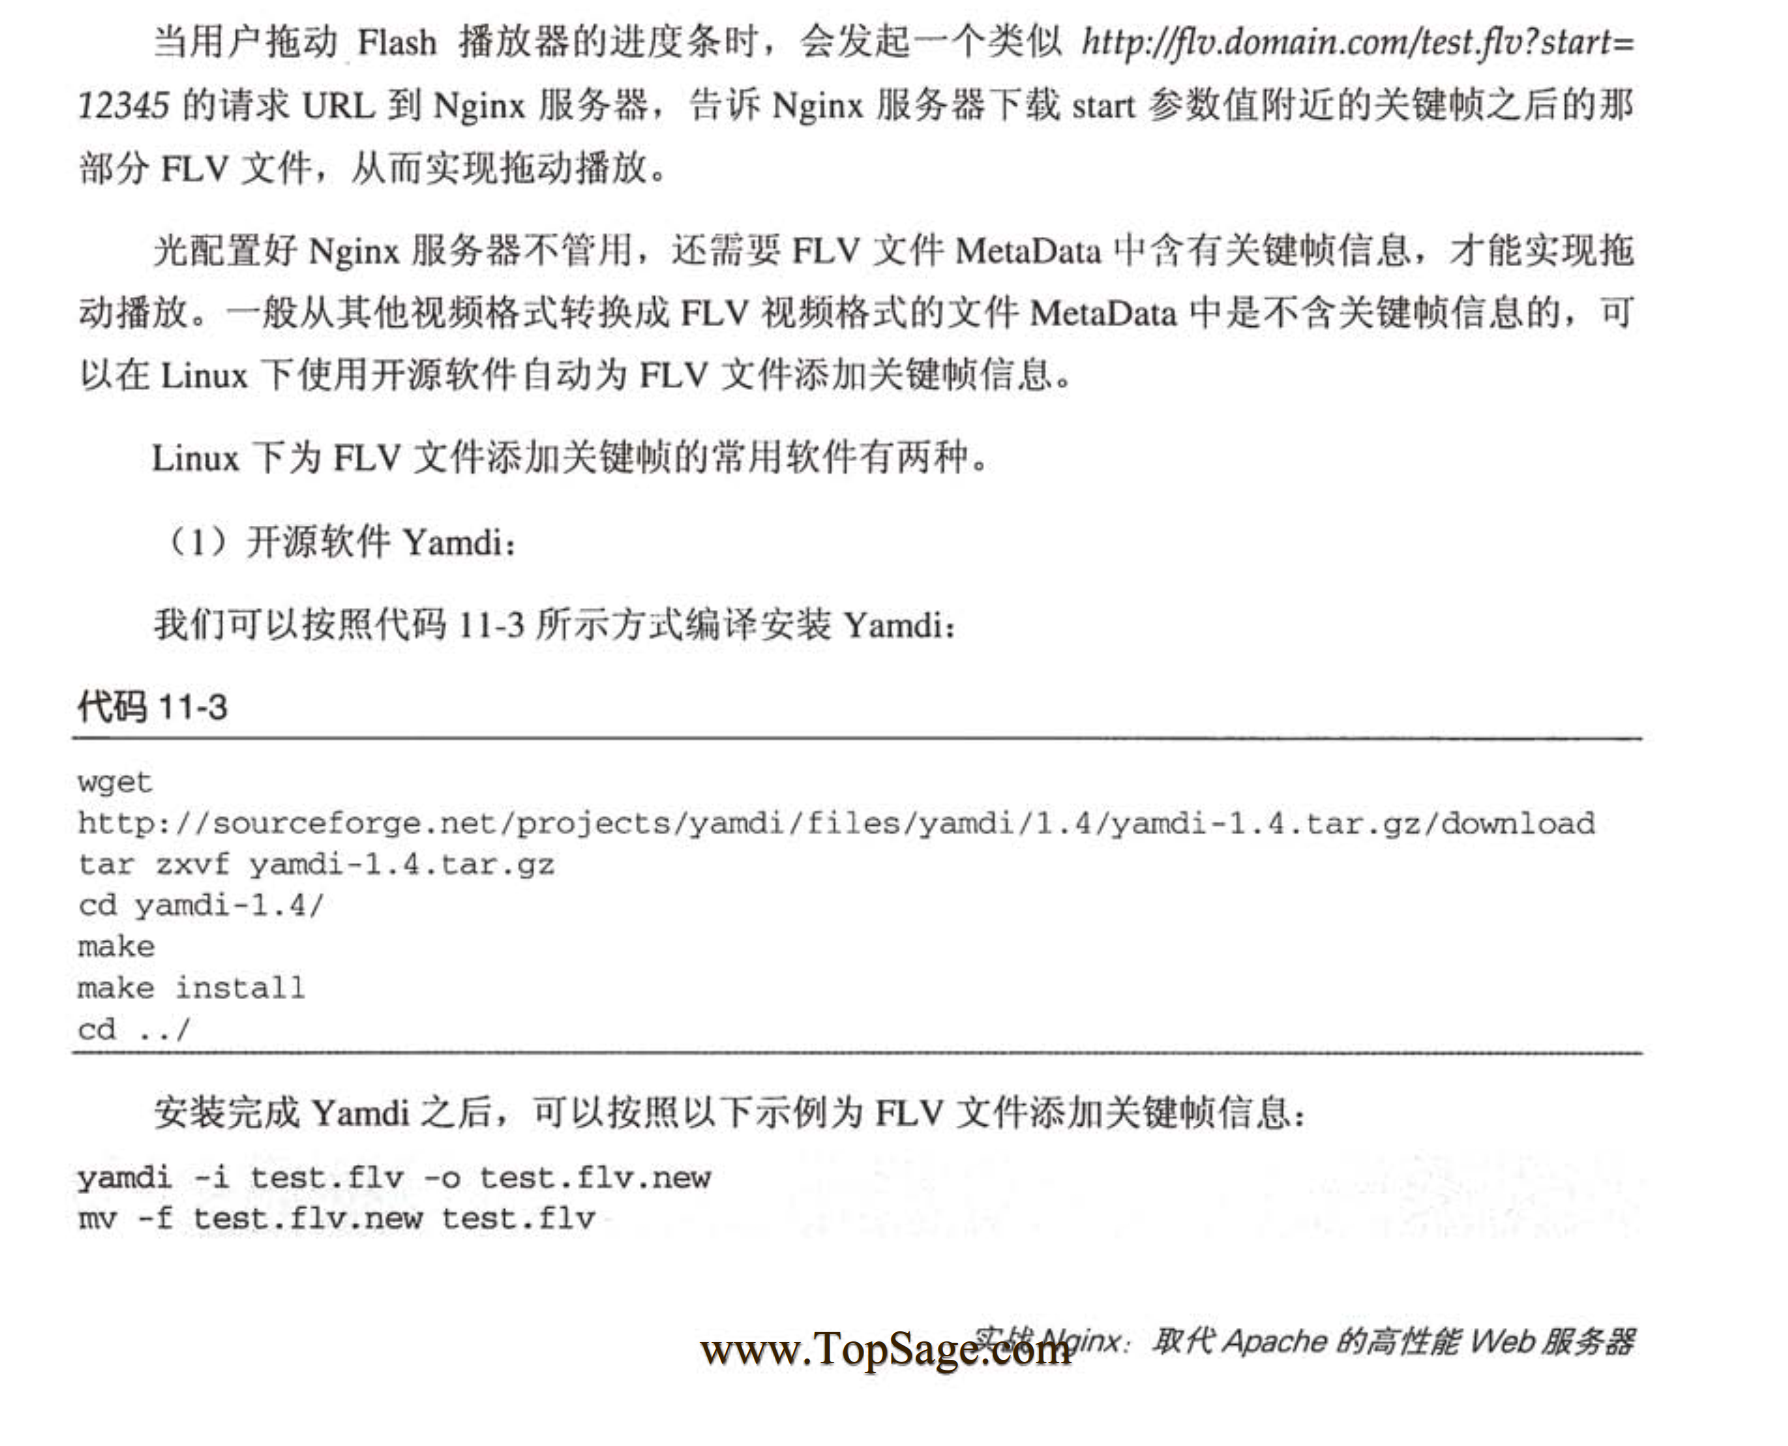 当用户拖动 Flash 播放器的进度条时，会发起一个类似 http://flv.domain.com/test.flv?start=
12345 的请求 URL 到 Nginx 服务器，告诉 Nginx 服务器下载 start 参数值附近的关键帧之后的那
部分 FLV 文件，从而实现拖动播放。
光配置好 Nginx 服务器不管用，还需要 FLV 文件 MetaData 中含有关键帧信息，才能实现拖
动播放。一般从其他视频格式转换成 FLV 视频格式的文件 MetaData 中是不含关键帧信息的，可
以在 Linux 下使用开源软件自动为 FLV 文件添加关键帧信息。
Linux 下为 FLV 文件添加关键帧的常用软件有两种。
（1）开源软件 Yamdi：
我们可以按照代码 11-3 所示方式编译安装 Yamdi：
代码 11-3
wget
http://sourceforge.net/projects/yamdi/files/yamdi/1.4/yamdi-1.4.tar.gz/download
tar zxvf yamdi-1.4.tar.gz
cd yamdi-1.4/
make
make install
cd ../
安装完成 Yamdi 之后，可以按照以下示例为 FLV 文件添加关键帧信息：
yamdi -i test.flv -o test.flv.new
mv -f test.flv.new test.flv
实战 Nginx：取代 Apache 的高性能 Web 服务器
www.TopSage.com